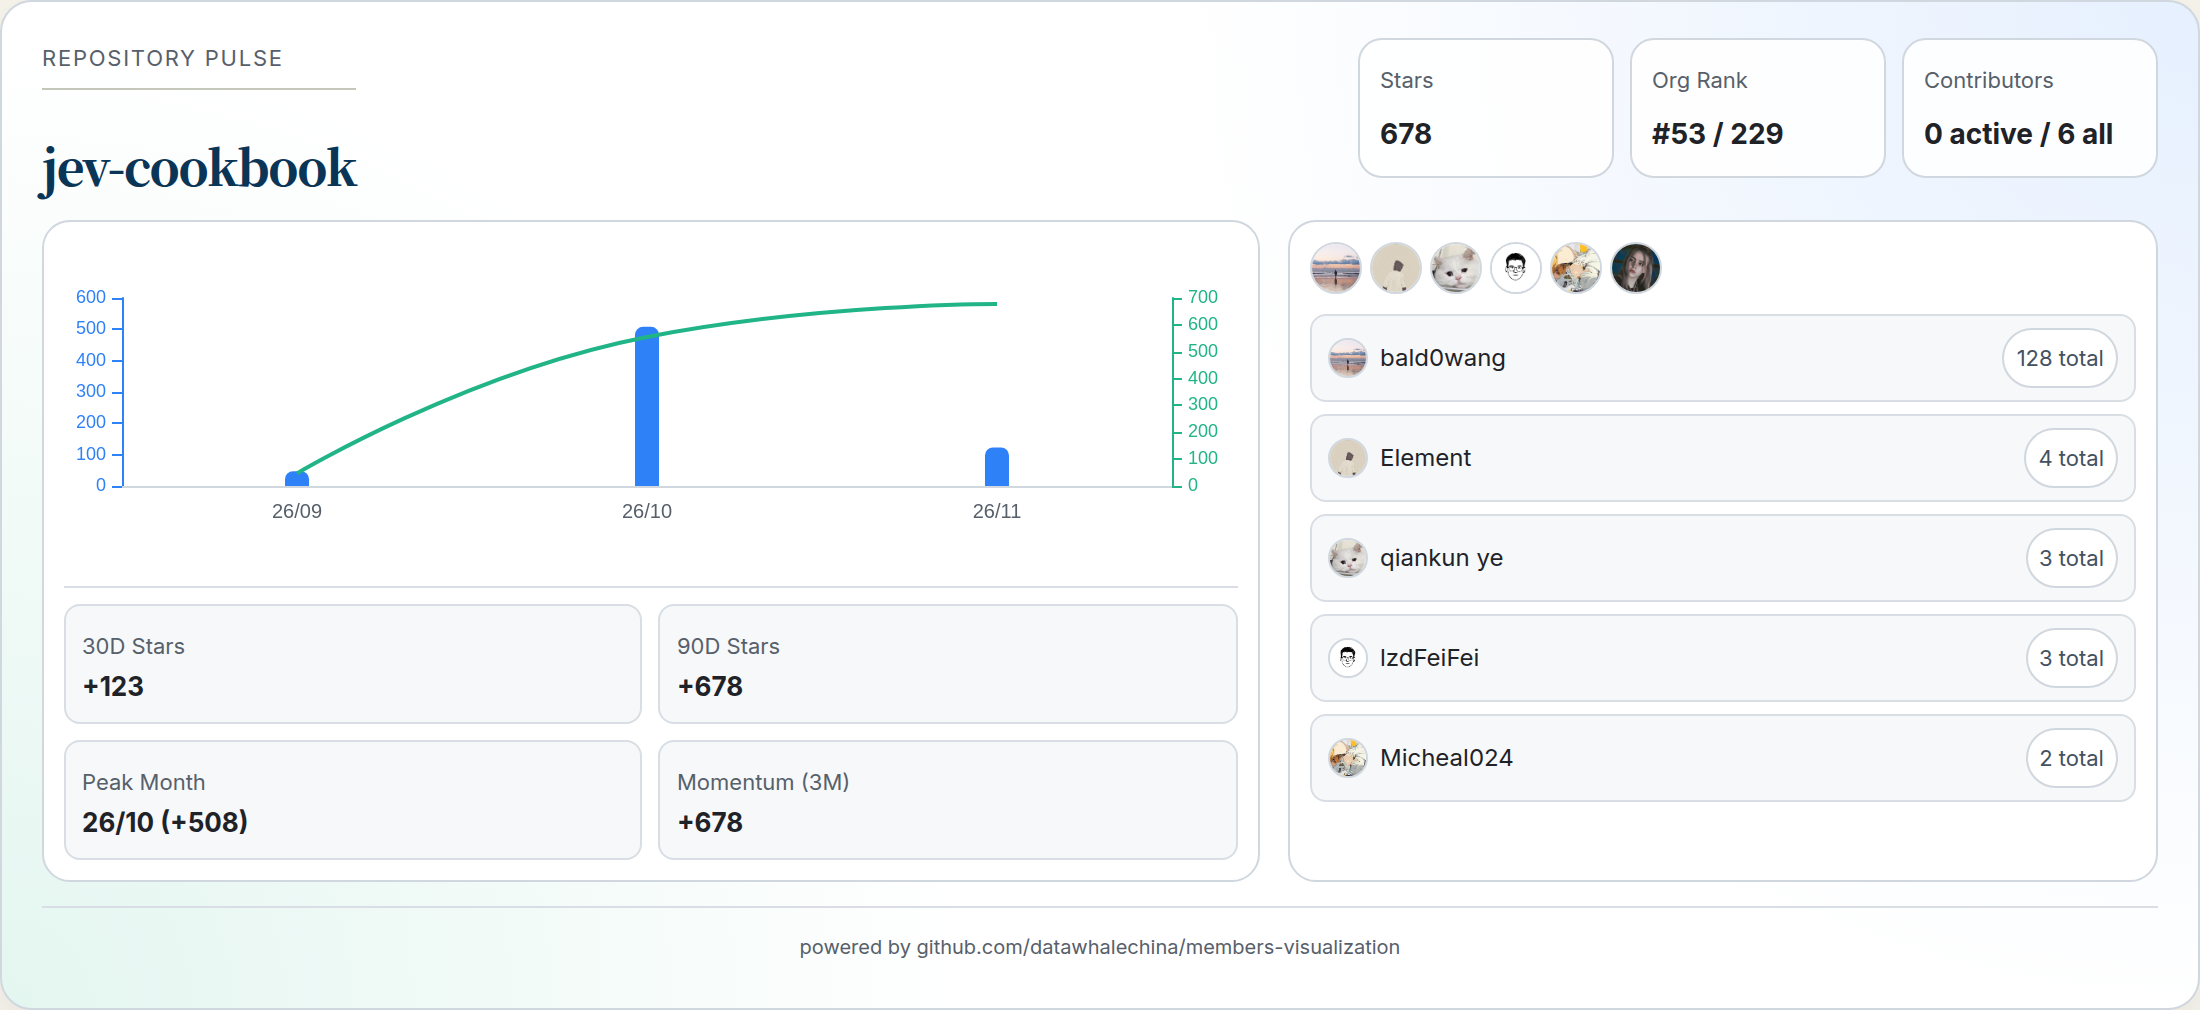 REPOSITORY PULSE
jev-cookbook
Stars
678
Org Rank
#53 / 229
Contributors
0 active / 6 all
600
500
400
300
200
100
0
700
600
500
400
300
200
100
0
26/09
26/10
26/11
30D Stars
+123
90D Stars
+678
Peak Month
26/10 (+508)
Momentum (3M)
+678
bald0wang
128 total
Element
4 total
qiankun ye
3 total
lzdFeiFei
3 total
Micheal024
2 total
powered by github.com/datawhalechina/members-visualization